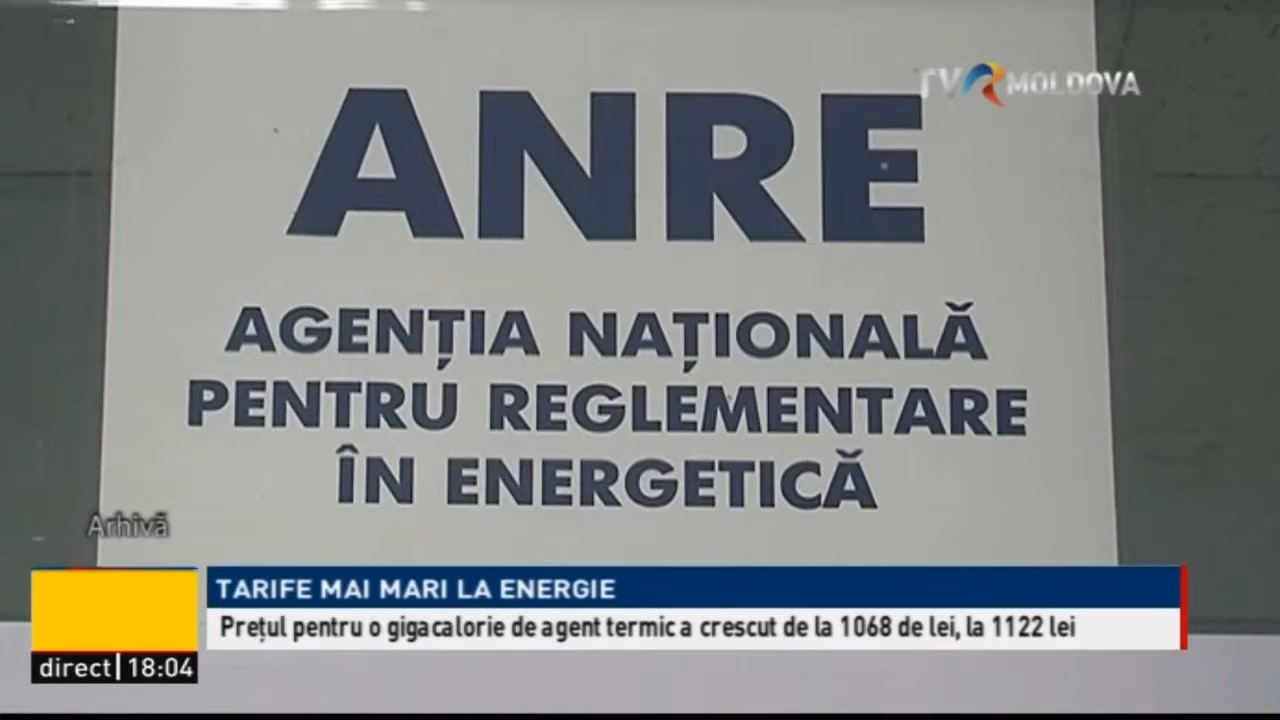 TVR MOLDOVA
ANRE
AGENȚIA NAȚIONALĂ
PENTRU REGLEMENTARE
ÎN ENERGETICĂ
Arhivă
TARIFE MAI MARI LA ENERGIE
Prețul pentru o gigacalorie de agent termic a crescut de la 1068 de lei, la 1122 lei
direct|18:04